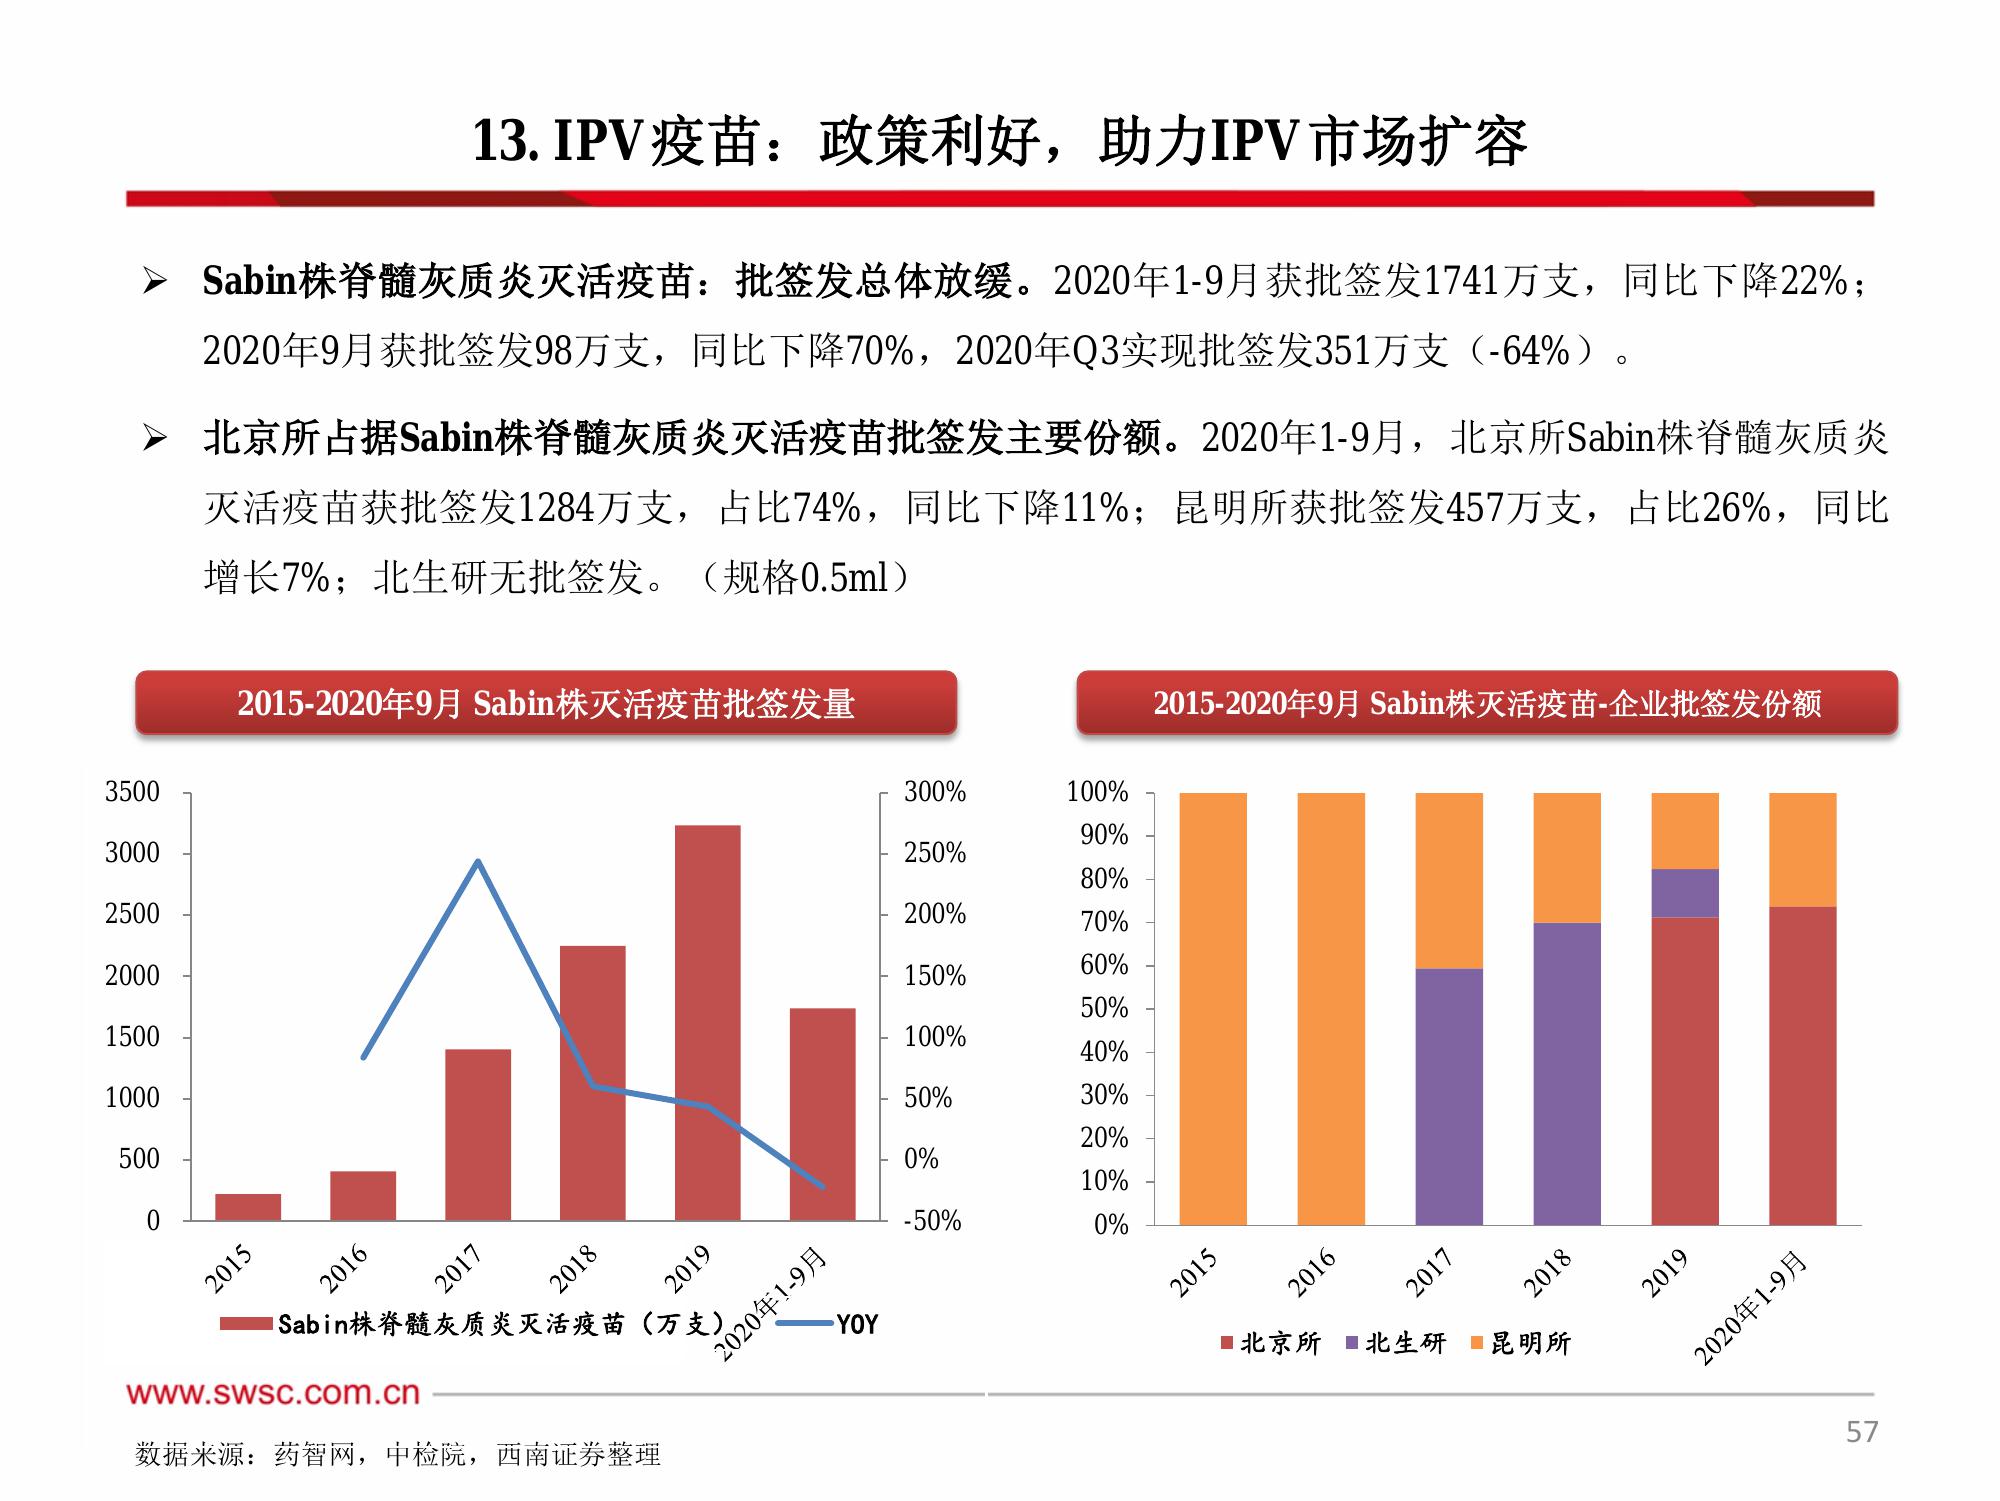 13. IPV疫苗：政策利好，助力IPV市场扩容
➢ Sabin株脊髓灰质炎灭活疫苗：批签发总体放缓。2020年1-9月获批签发1741万支，同比下降22%；
2020年9月获批签发98万支，同比下降70%，2020年Q3实现批签发351万支（-64%）。
➢ 北京所占据Sabin株脊髓灰质炎灭活疫苗批签发主要份额。2020年1-9月，北京所Sabin株脊髓灰质炎
灭活疫苗获批签发1284万支，占比74%，同比下降11%；昆明所获批签发457万支，占比26%，同比
增长7%；北生研无批签发。（规格0.5ml）
2015-2020年9月 Sabin株灭活疫苗批签发量
3500
3000
2500
2000
1500
1000
500
0
300%
250%
200%
150%
100%
50%
0%
-50%
2015
2016
2017
2018
2019
2020年1-9月
Sabin株脊髓灰质炎灭活疫苗（万支）
YOY
2015-2020年9月 Sabin株灭活疫苗-企业批签发份额
100%
90%
80%
70%
60%
50%
40%
30%
20%
10%
0%
2015
2016
2017
2018
2019
2020年1-9月
北京所
北生研
昆明所
www.swsc.com.cn
57
数据来源：药智网，中检院，西南证券整理